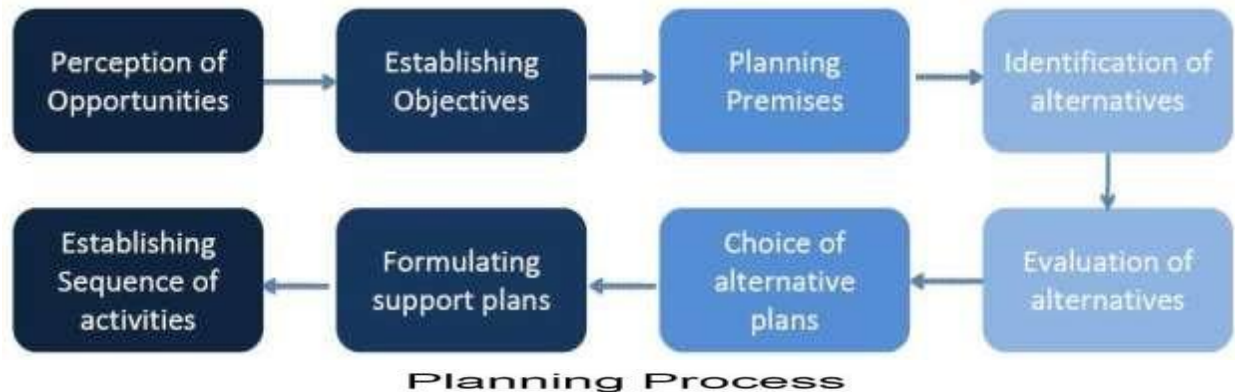 Perception of
Opportunities
Establishing
Objectives
Planning
Premises
Identification of
alternatives
Evaluation of
alternatives
Choice of
alternative
plans
Formulating
support plans
Establishing
Sequence of
activities
Planning Process